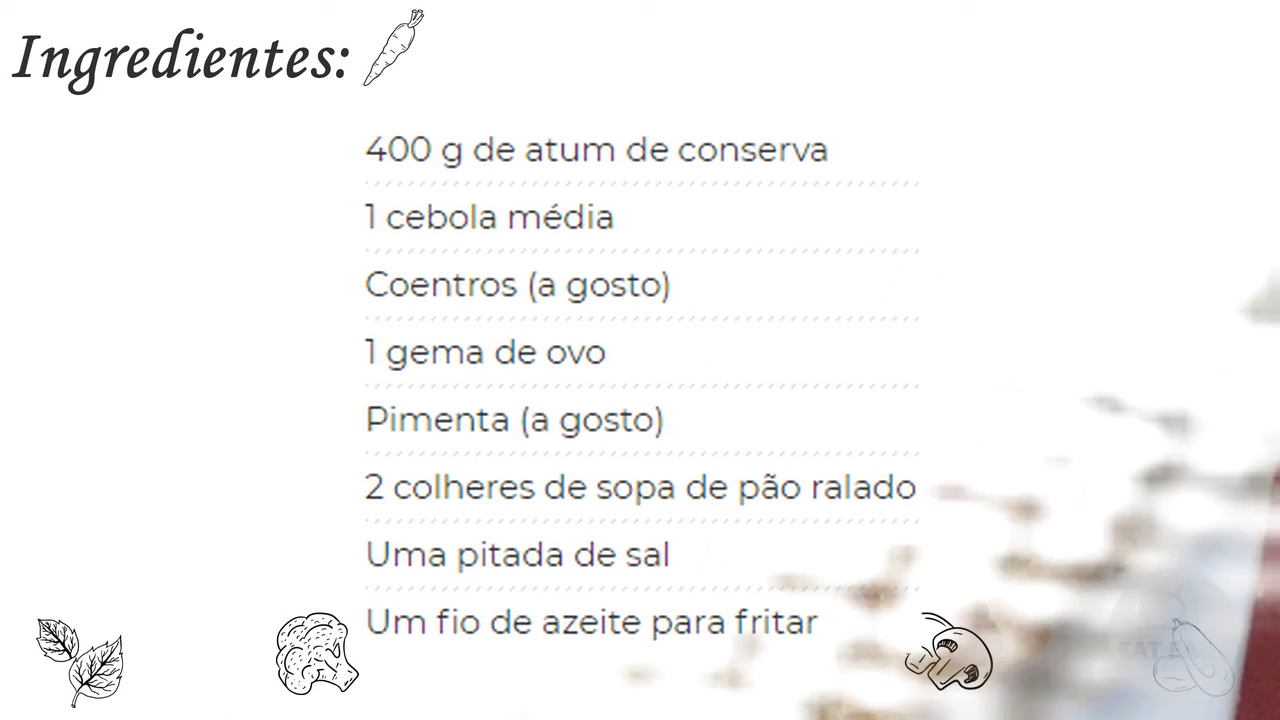 Ingredientes:
400 g de atum de conserva
1 cebola média
Coentros (a gosto)
1 gema de ovo
Pimenta (a gosto)
2 colheres de sopa de pão ralado
Uma pitada de sal
Um fio de azeite para fritar